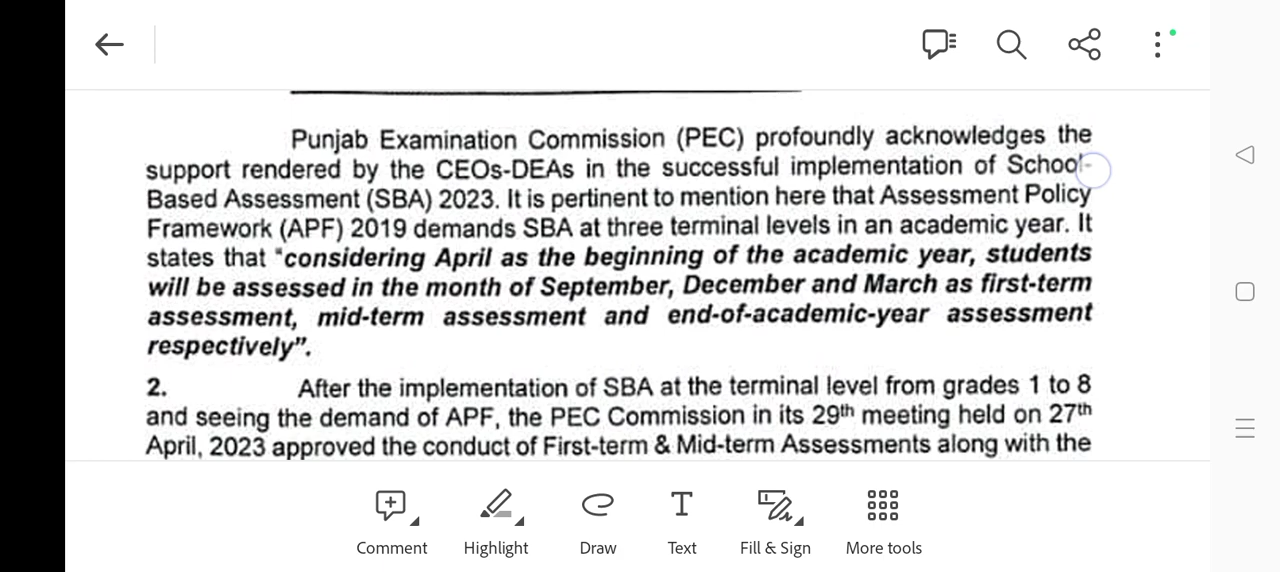 Punjab Examination Commission (PEC) profoundly acknowledges the
support rendered by the CEOs-DEAs in the successful implementation of School-
Based Assessment (SBA) 2023. It is pertinent to mention here that Assessment Policy
Framework (APF) 2019 demands SBA at three terminal levels in an academic year. It
states that "considering April as the beginning of the academic year, students
will be assessed in the month of September, December and March as first-term
assessment, mid-term assessment and end-of-academic-year assessment
respectively".
2. After the implementation of SBA at the terminal level from grades 1 to 8
and seeing the demand of APF, the PEC Commission in its 29th meeting held on 27th
April, 2023 approved the conduct of First-term & Mid-term Assessments along with the
Comment Highlight Draw Text Fill & Sign More tools